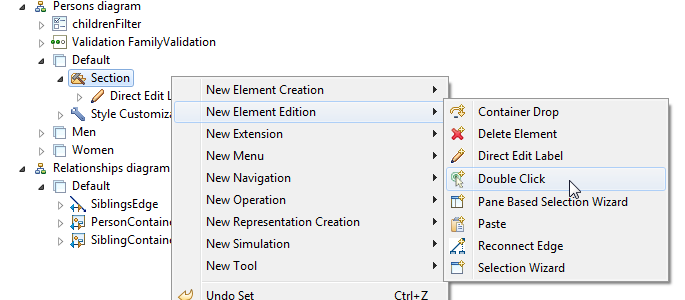 Persons diagram
childrenFilter
Validation FamilyValidation
Default
Section
Direct Edit L
Style Customiza
Men
Women
Relationships diagram
Default
SiblingsEdge
PersonContaine
SiblingContaine
New Element Creation
New Element Edition
New Extension
New Menu
New Navigation
New Operation
New Representation Creation
New Simulation
New Tool
Undo Set Ctrl+Z
Container Drop
Delete Element
Direct Edit Label
Double Click
Pane Based Selection Wizard
Paste
Reconnect Edge
Selection Wizard